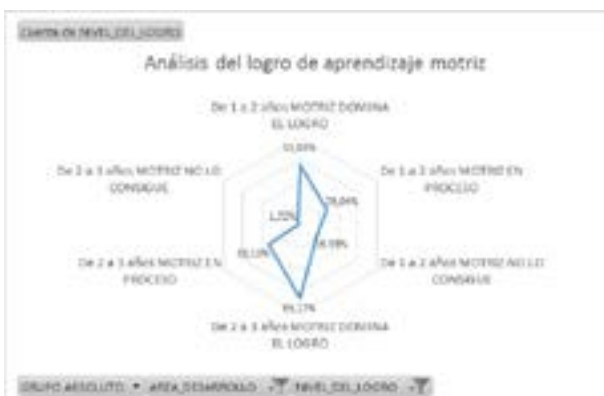 Cuenta de NIVEL_DEL_LOGRO
Análisis del logro de aprendizaje motriz
De 1 a 2 años MOTRIZ DOMINA
EL LOGRO
De 1 a 2 años MOTRIZ EN
PROCESO
De 1 a 2 años MOTRIZ NO LO
CONSIGUE
De 2 a 3 años MOTRIZ DOMINA
EL LOGRO
De 2 a 3 años MOTRIZ EN
PROCESO
De 2 a 3 años MOTRIZ NO LO
CONSIGUE
GRUPO ABSOLUTO AREA_DESARROLLO NIVEL_DEL_LOGRO